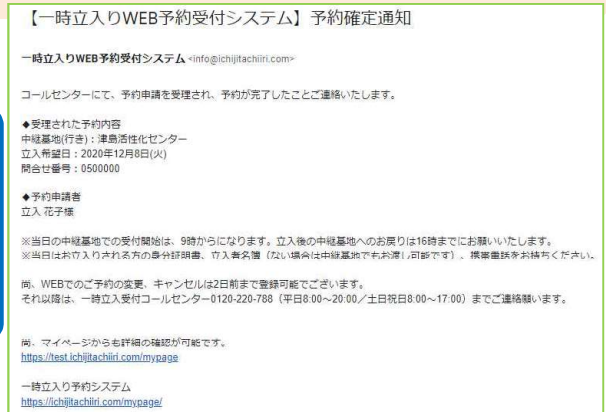 【一時立入りWEB予約受付システム】予約確定通知
一時立入りWEB予約受付システム <info@ichijitachiiri.com>
コールセンターにて、予約申請を受理され、予約が完了したことご連絡いたします。
◆受理された予約内容
中継基地(行き)：津島活性化センター
立入希望日：2020年12月8日(火)
問合せ番号：0500000
◆予約申請者
立入 花子様
※当日の中継基地での受付開始は、9時からになります。立入後の中継基地へのお戻りは16時までにお願いいたします。
※当日はお立入りされる方の身分証明書、立入者名簿（ない場合は中継基地でもお渡し可能です）、携帯電話をお持ちください。
尚、WEBでのご予約の変更、キャンセルは2日前まで登録可能でございます。
それ以降は、一時立入受付コールセンター0120-220-788（平日8:00～20:00／土日祝日8:00～17:00）までご連絡願います。
尚、マイページからも詳細の確認が可能です。
https://test.ichijitachiiri.com/mypage
一時立入り予約システム
https://ichijitachiiri.com/mypage/